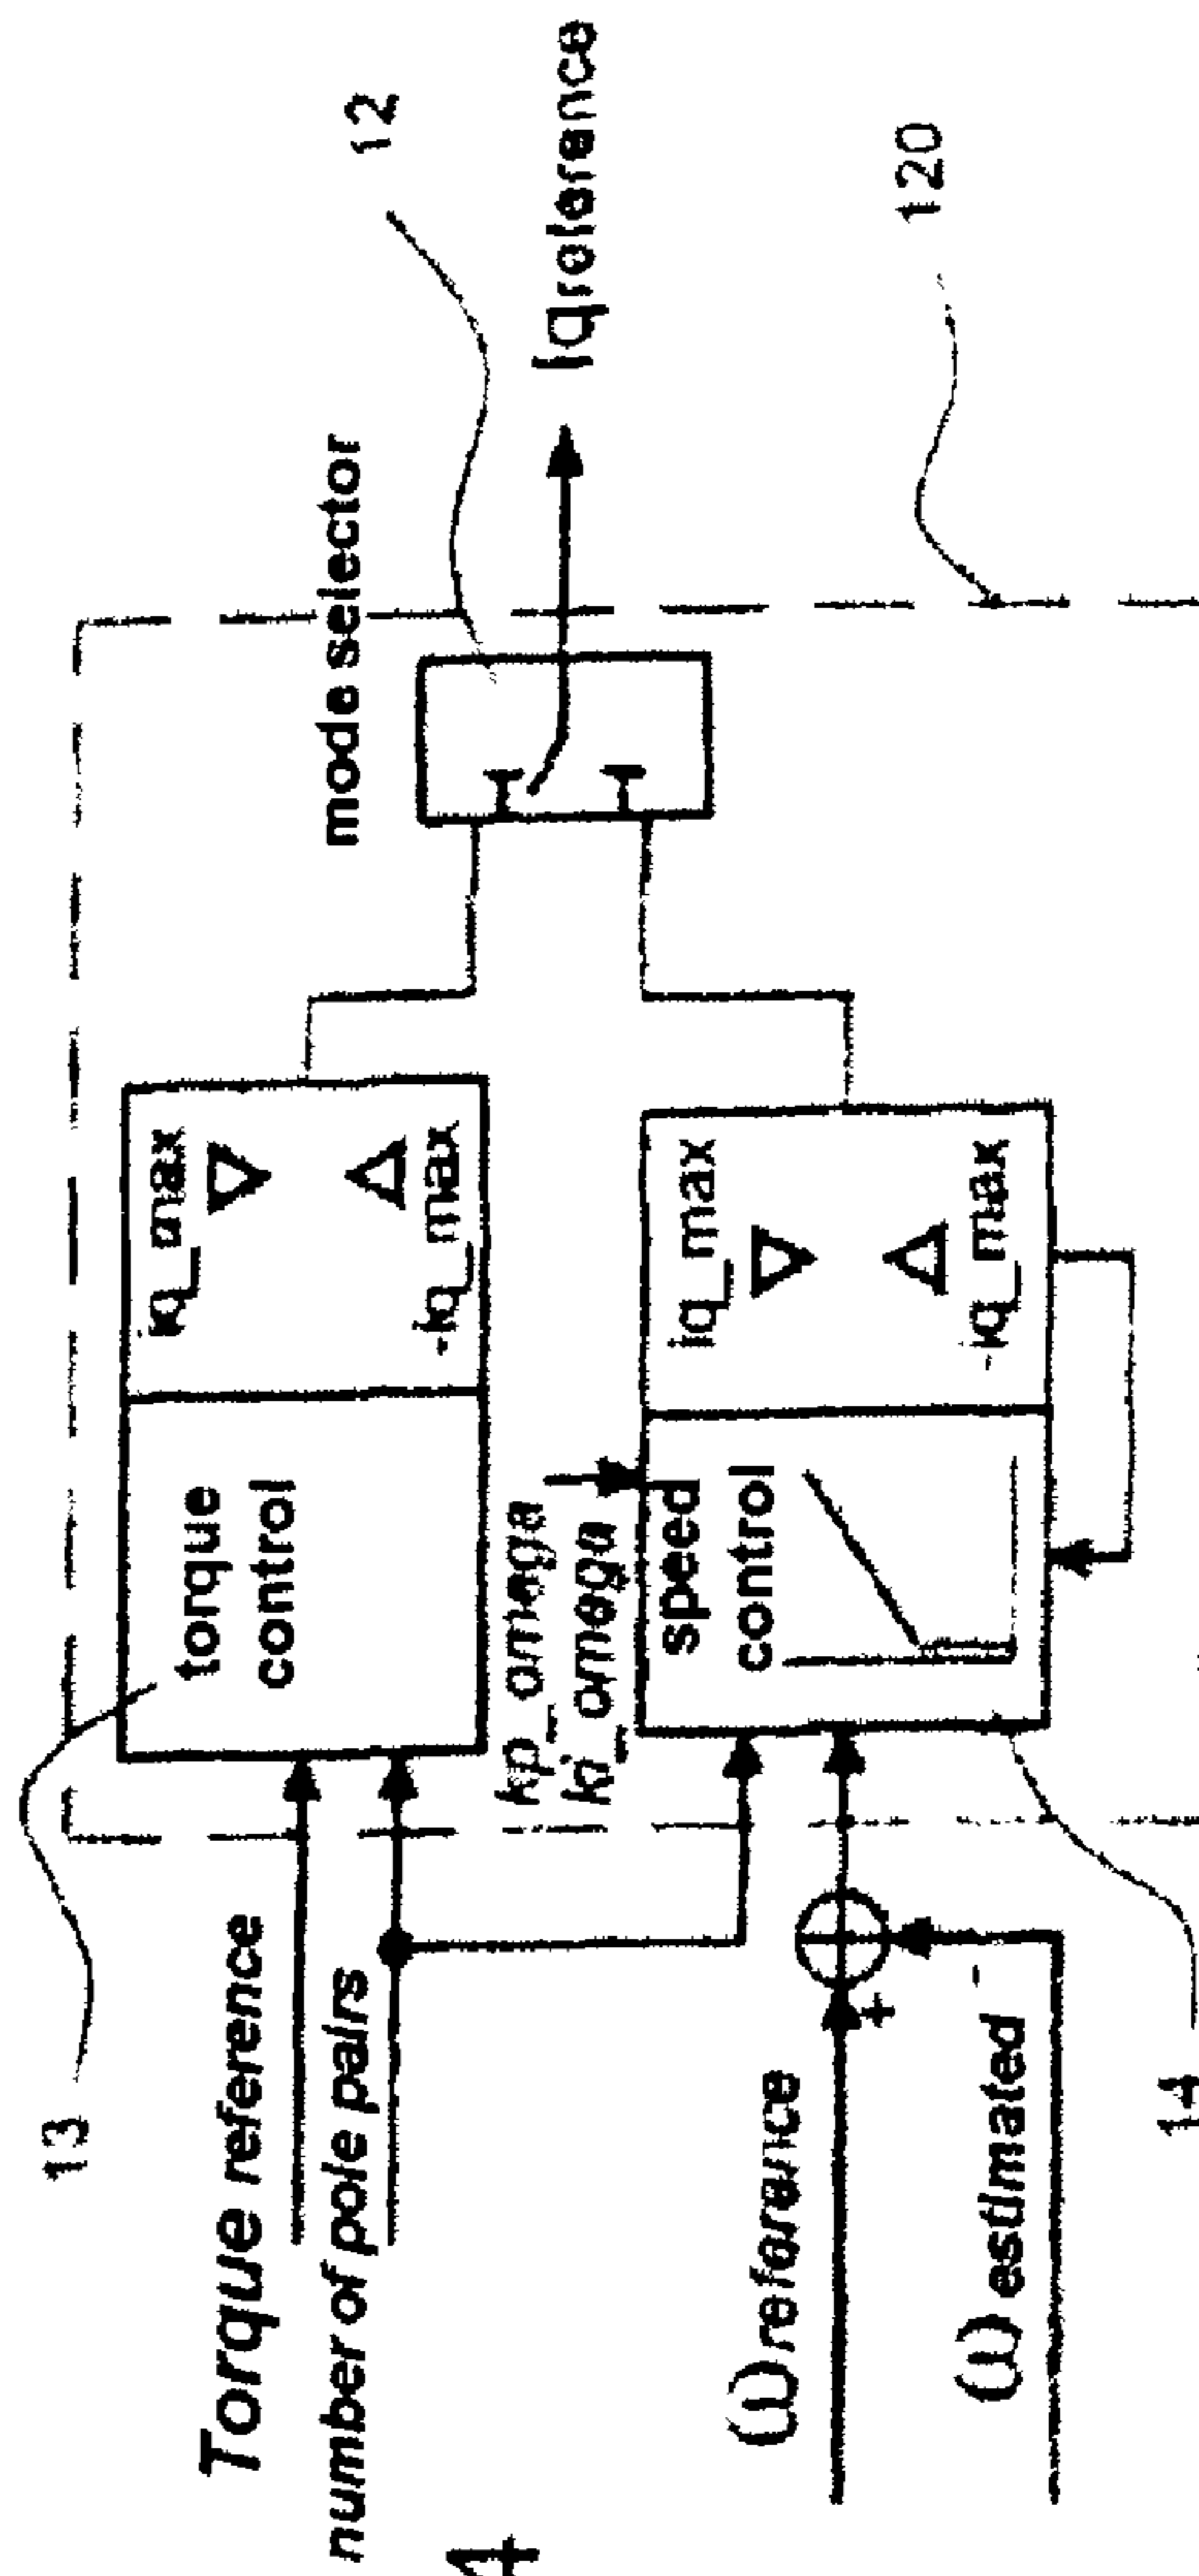 13
Torque reference
number of pole pairs
torque
control
iq_max
-iq_max
mode selector
12
iqreference
kp_omega
ki_omega
speed
control
iq_max
-iq_max
120
ω reference
+
-
ω estimated
14
4